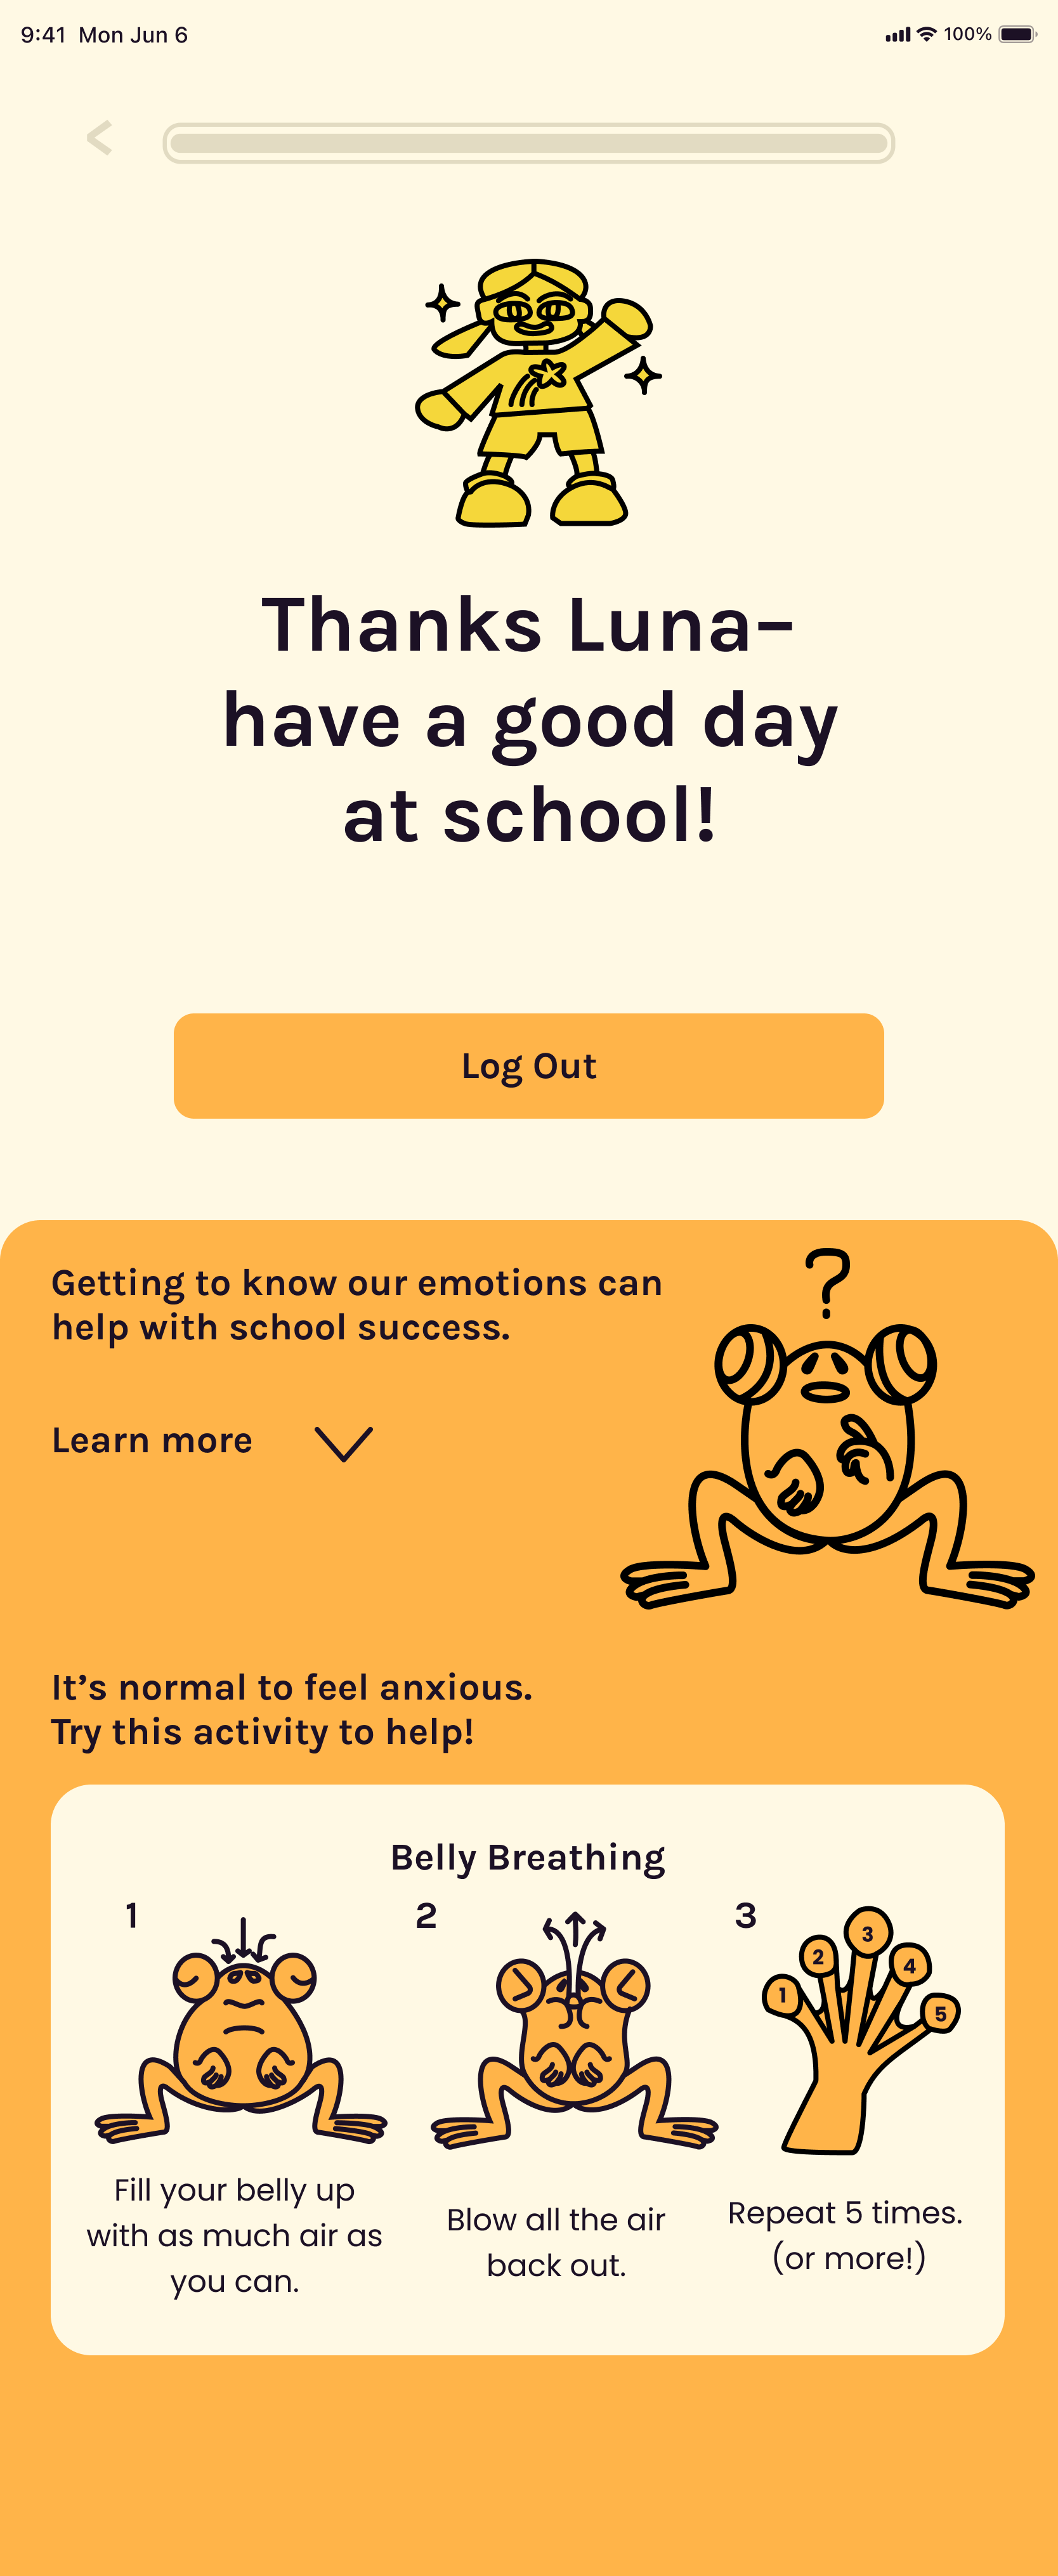 9:41 Mon Jun 6
100%
Thanks Luna–
have a good day
at school!
Log Out
?
Getting to know our emotions can
help with school success.
Learn more
It’s normal to feel anxious.
Try this activity to help!
Belly Breathing
1
2
3
1
2
3
4
5
Fill your belly up
with as much air as
you can.
Blow all the air
back out.
Repeat 5 times.
(or more!)